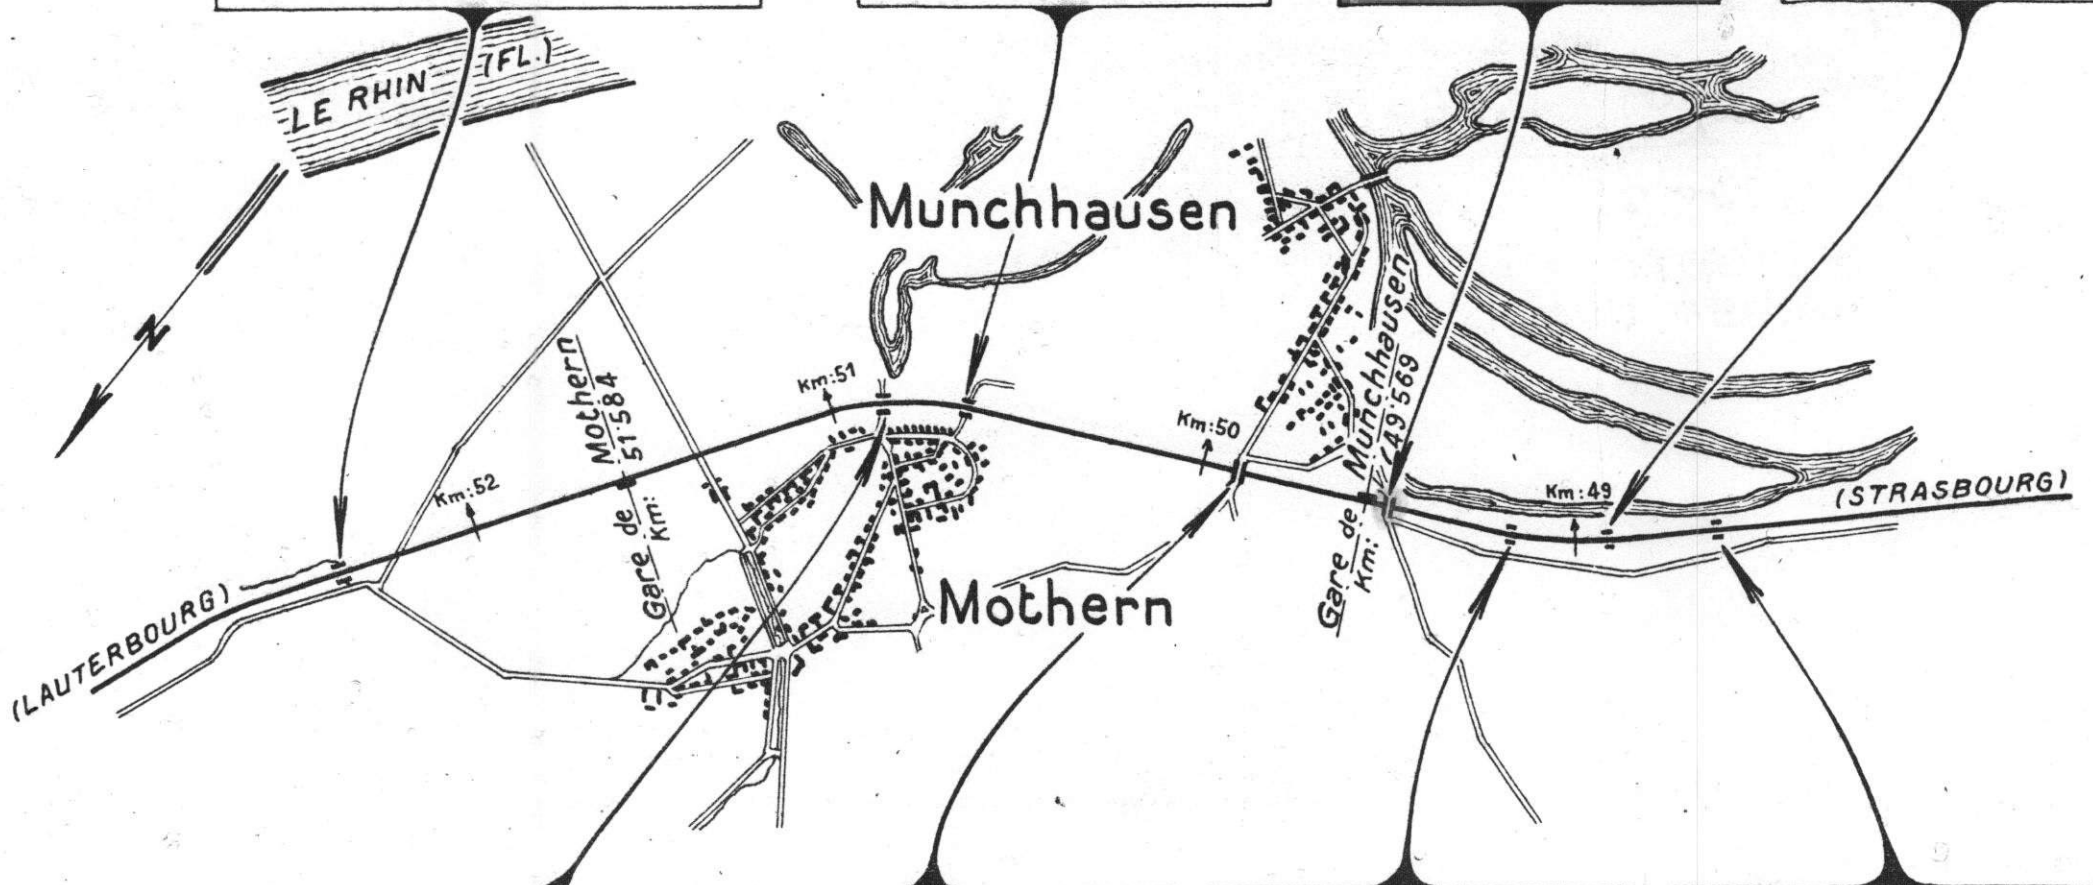 LE RHIN (FL.)
N
Munchhausen
Km:51
Mothern
51·584
Gare de
Km:
Km:52
Km:50
Munchhausen
49·569
Gare de
Km:
Km:49
(STRASBOURG)
(LAUTERBOURG)
Mothern